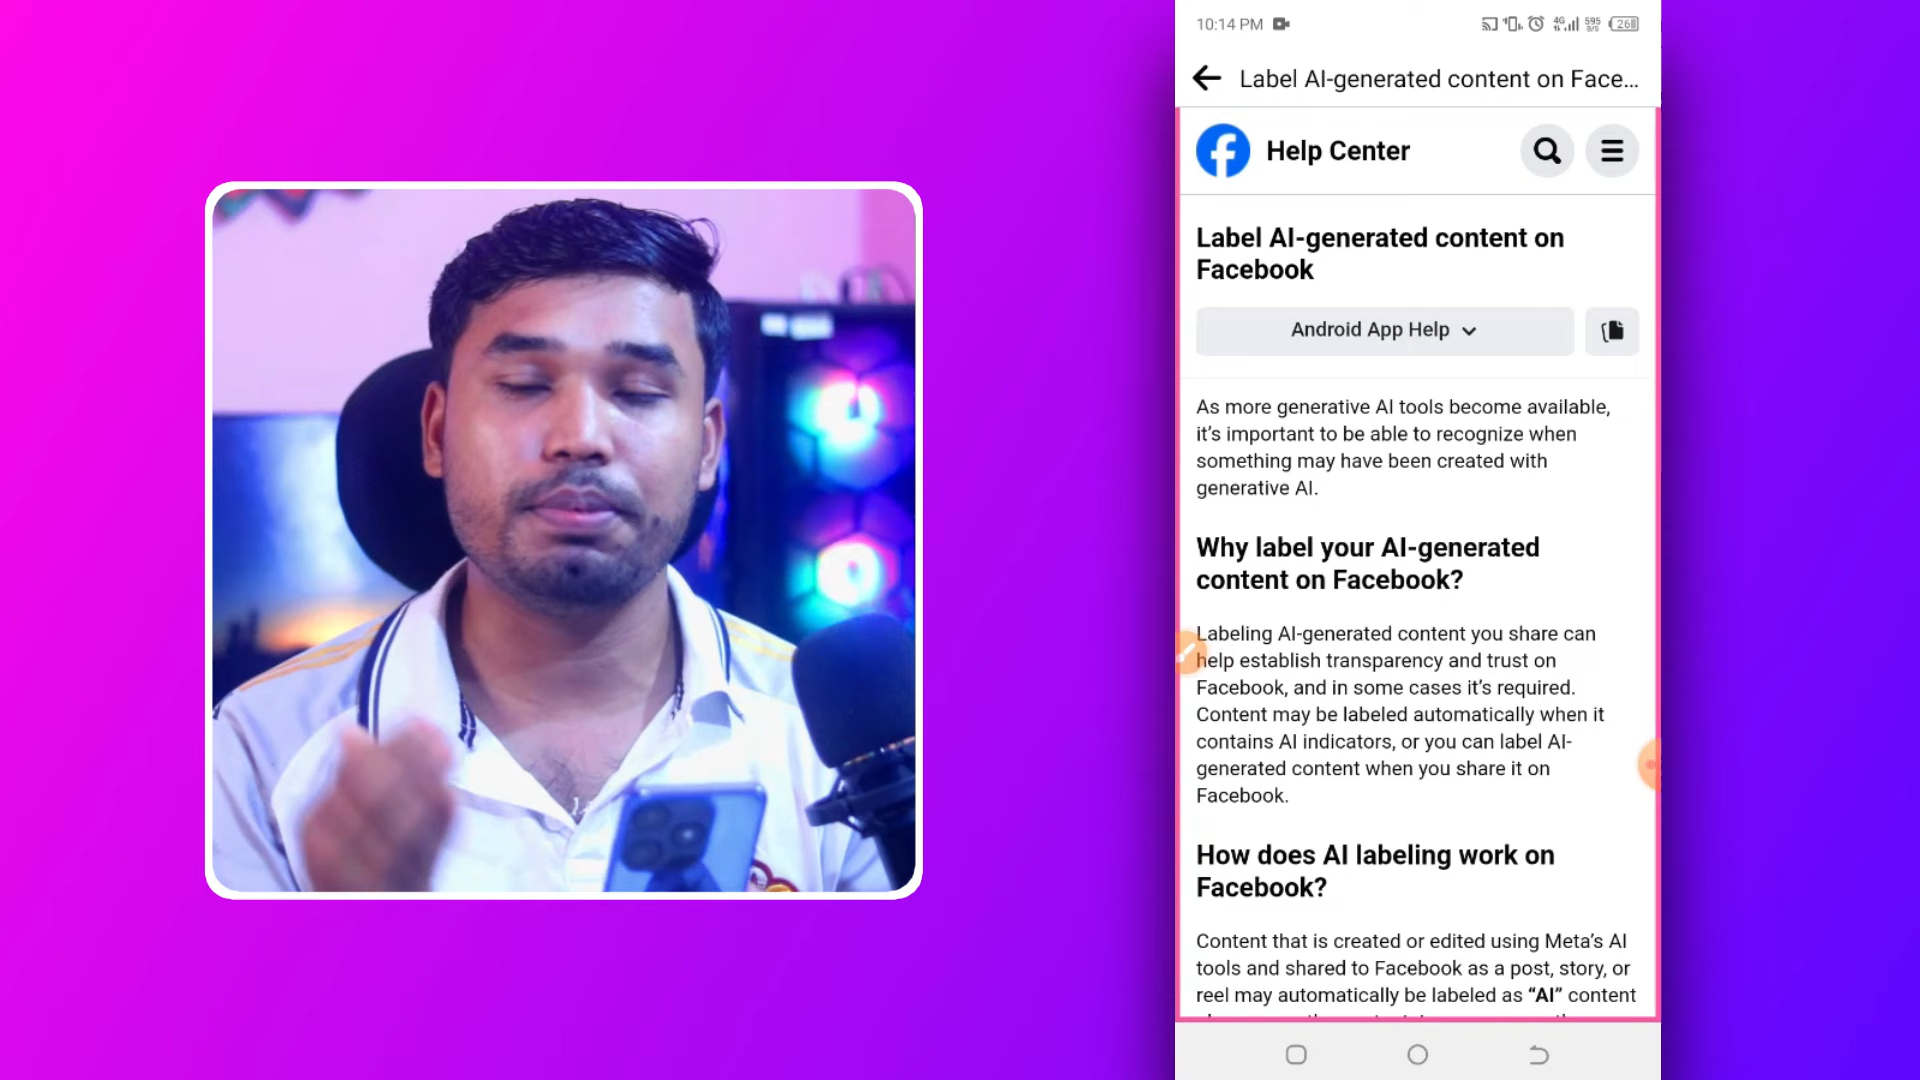 10:14 PM
4G 595 B/S 26
Label AI-generated content on Face...
Help Center
Label AI-generated content on
Facebook
Android App Help
As more generative AI tools become available,
it's important to be able to recognize when
something may have been created with
generative AI.
Why label your AI-generated
content on Facebook?
Labeling AI-generated content you share can
help establish transparency and trust on
Facebook, and in some cases it's required.
Content may be labeled automatically when it
contains AI indicators, or you can label AI-
generated content when you share it on
Facebook.
How does AI labeling work on
Facebook?
Content that is created or edited using Meta's AI
tools and shared to Facebook as a post, story, or
reel may automatically be labeled as “AI” content